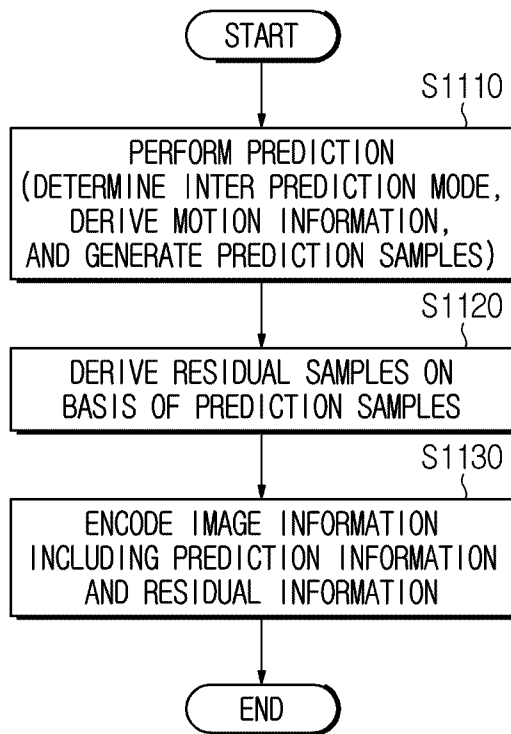 START
S1110
PERFORM PREDICTION
(DETERMINE INTER PREDICTION MODE,
DERIVE MOTION INFORMATION,
AND GENERATE PREDICTION SAMPLES)
S1120
DERIVE RESIDUAL SAMPLES ON
BASIS OF PREDICTION SAMPLES
S1130
ENCODE IMAGE INFORMATION
INCLUDING PREDICTION INFORMATION
AND RESIDUAL INFORMATION
END